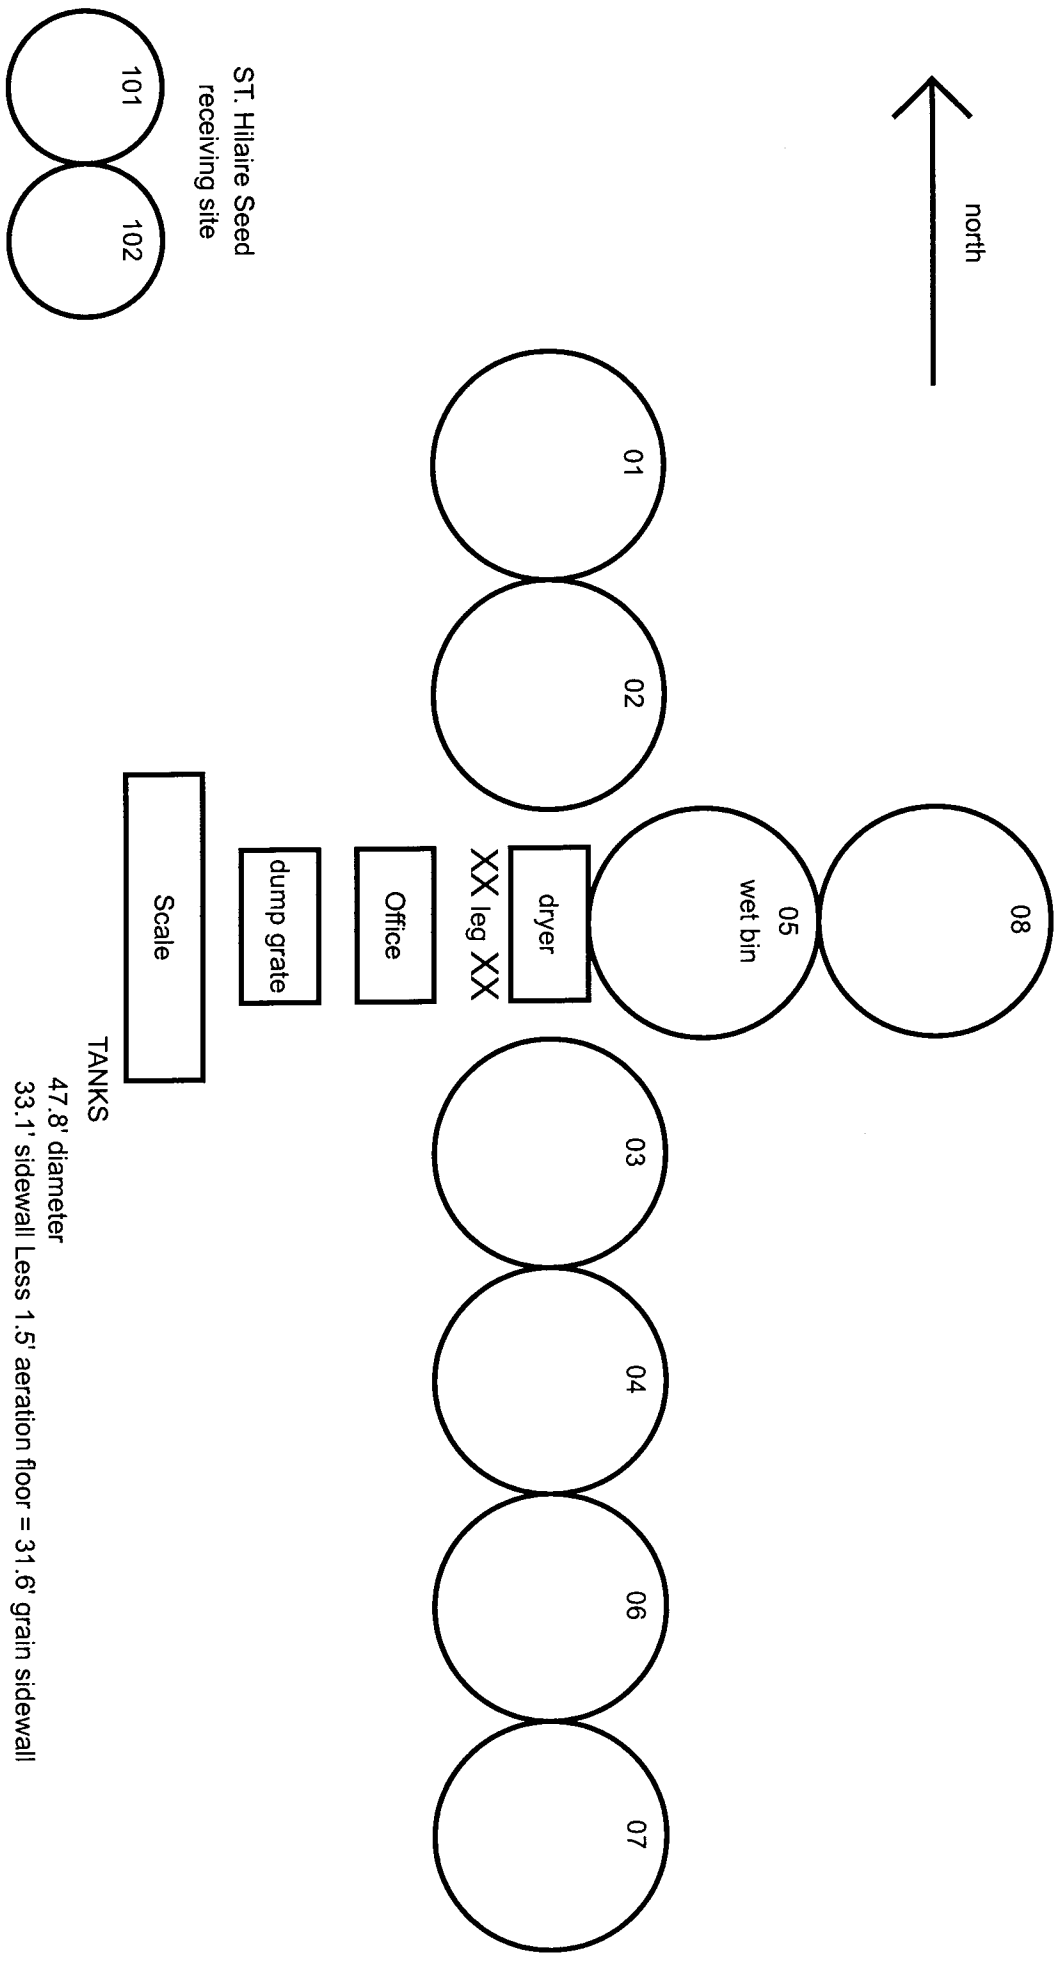 north
08
05
wet bin
01
02
dryer
03
04
06
07
XX leg XX
Office
dump grate
ST. Hilaire Seed
receiving site
101
102
Scale
TANKS
47.8' diameter
33.1' sidewall Less 1.5' aeration floor = 31.6' grain sidewall